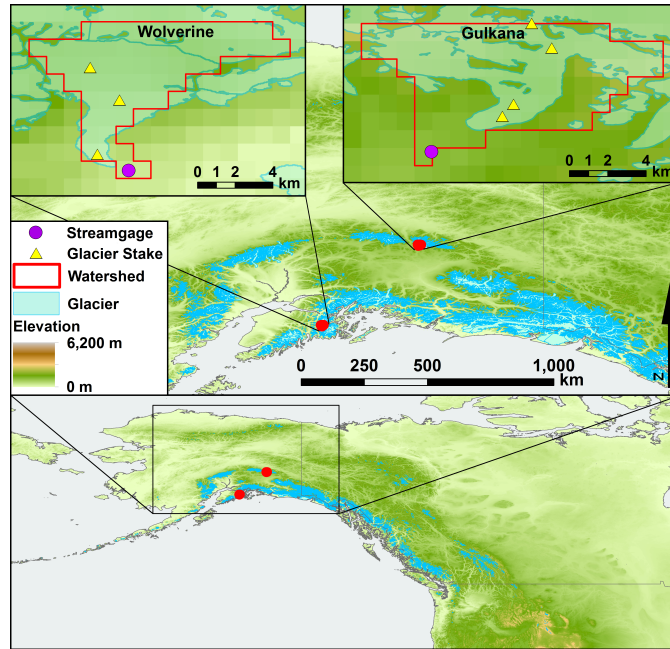 Wolverine
0 1 2 4
km
Gulkana
0 1 2 4
km
Streamgage
Glacier Stake
Watershed
Glacier
Elevation
6,200 m
0 m
0 250 500 1,000
km
N